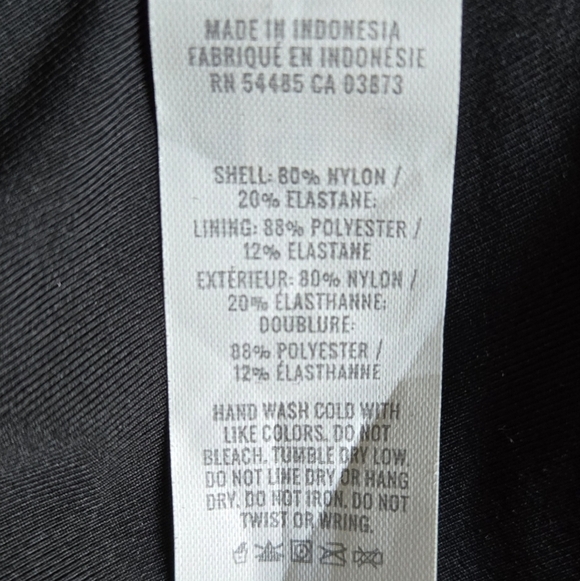 MADE IN INDONESIA
FABRIQUÉ EN INDONÉSIE
RN 54485 CA 03873
SHELL: 80% NYLON /
20% ELASTANE;
LINING: 88% POLYESTER /
12% ELASTANE
EXTÉRIEUR: 80% NYLON /
20% ÉLASTHANNE;
DOUBLURE:
88% POLYESTER /
12% ÉLASTHANNE
HAND WASH COLD WITH
LIKE COLORS. DO NOT
BLEACH. TUMBLE DRY LOW.
DO NOT LINE DRY OR HANG
DRY. DO NOT IRON. DO NOT
TWIST OR WRING.